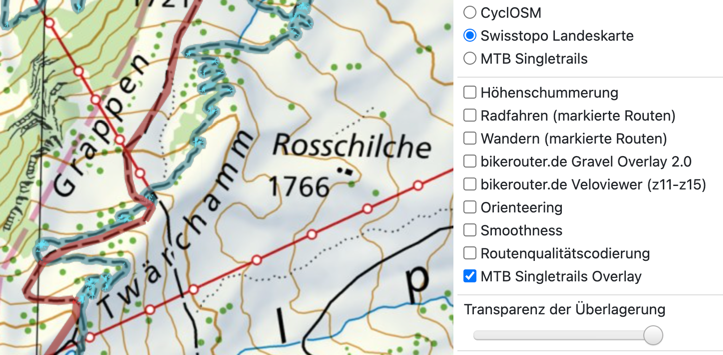 1721
Grappen
Twärchamm
Rosschilche
1766
l
p
CyclOSM
Swisstopo Landeskarte
MTB Singletrails
Höhenschummerung
Radfahren (markierte Routen)
Wandern (markierte Routen)
bikerouter.de Gravel Overlay 2.0
bikerouter.de Veloviewer (z11-z15)
Orienteering
Smoothness
Routenqualitätscodierung
MTB Singletrails Overlay
Transparenz der Überlagerung